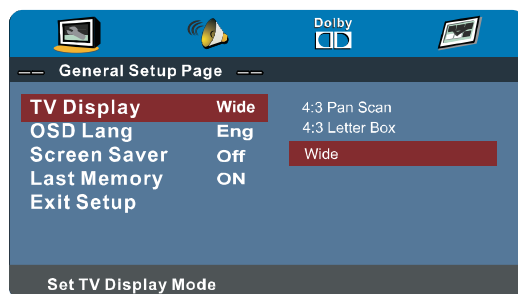 Dolby
-- General Setup Page --
TV Display Wide
OSD Lang Eng
Screen Saver Off
Last Memory ON
Exit Setup
4:3 Pan Scan
4:3 Letter Box
Wide
Set TV Display Mode